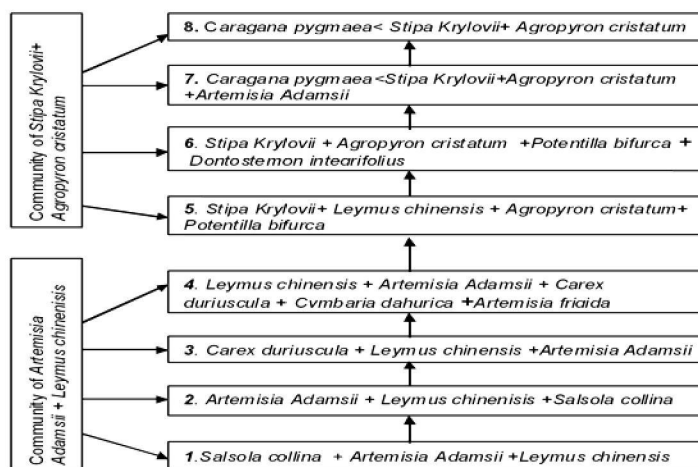 8. Caragana pygmaea< Stipa Krylovii+ Agropyron cristatum
7. Caragana pygmaea<Stipa Krylovii+Agropyron cristatum
+Artemisia Adamsii
6. Stipa Krylovii + Agropyron cristatum +Potentilla bifurca +
Dontostemon integrifolius
5. Stipa Krylovii+ Leymus chinensis + Agropyron cristatum+
Potentilla bifurca
Community of Stipa Krylovii+
Agropyron cristatum
4. Leymus chinensis + Artemisia Adamsii + Carex
duriuscula + Cymbaria dahurica +Artemisia frigida
3. Carex duriuscula + Leymus chinensis +Artemisia Adamsii
2. Artemisia Adamsii + Leymus chinenisis +Salsola collina
1.Salsola collina + Artemisia Adamsii +Leymus chinensis
Community of Artemisia
Adamsii + Leymus chinenisis